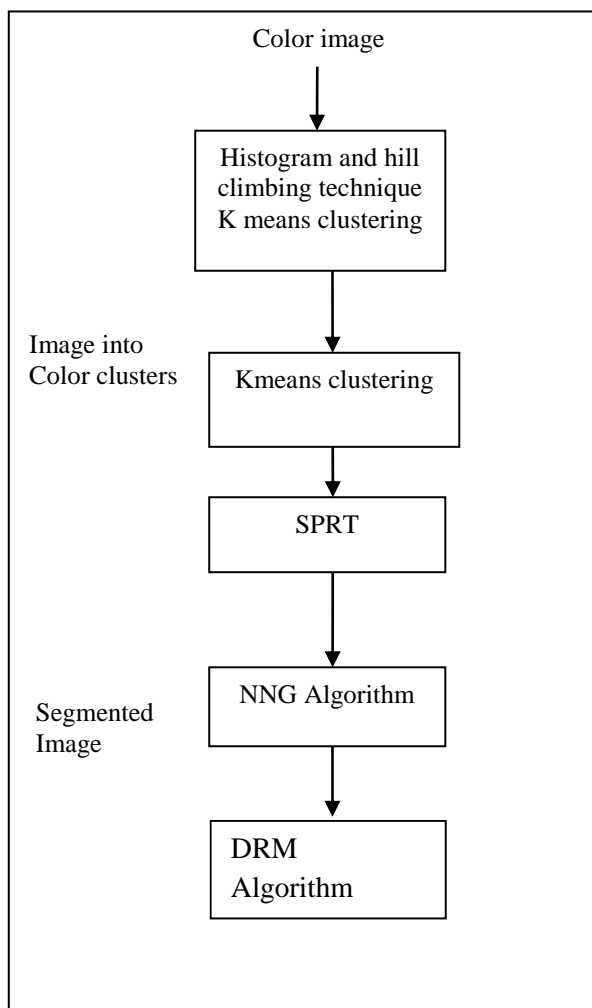 Color image
Histogram and hill
climbing technique
K means clustering
Image into
Color clusters
Kmeans clustering
SPRT
NNG Algorithm
Segmented
Image
DRM
Algorithm